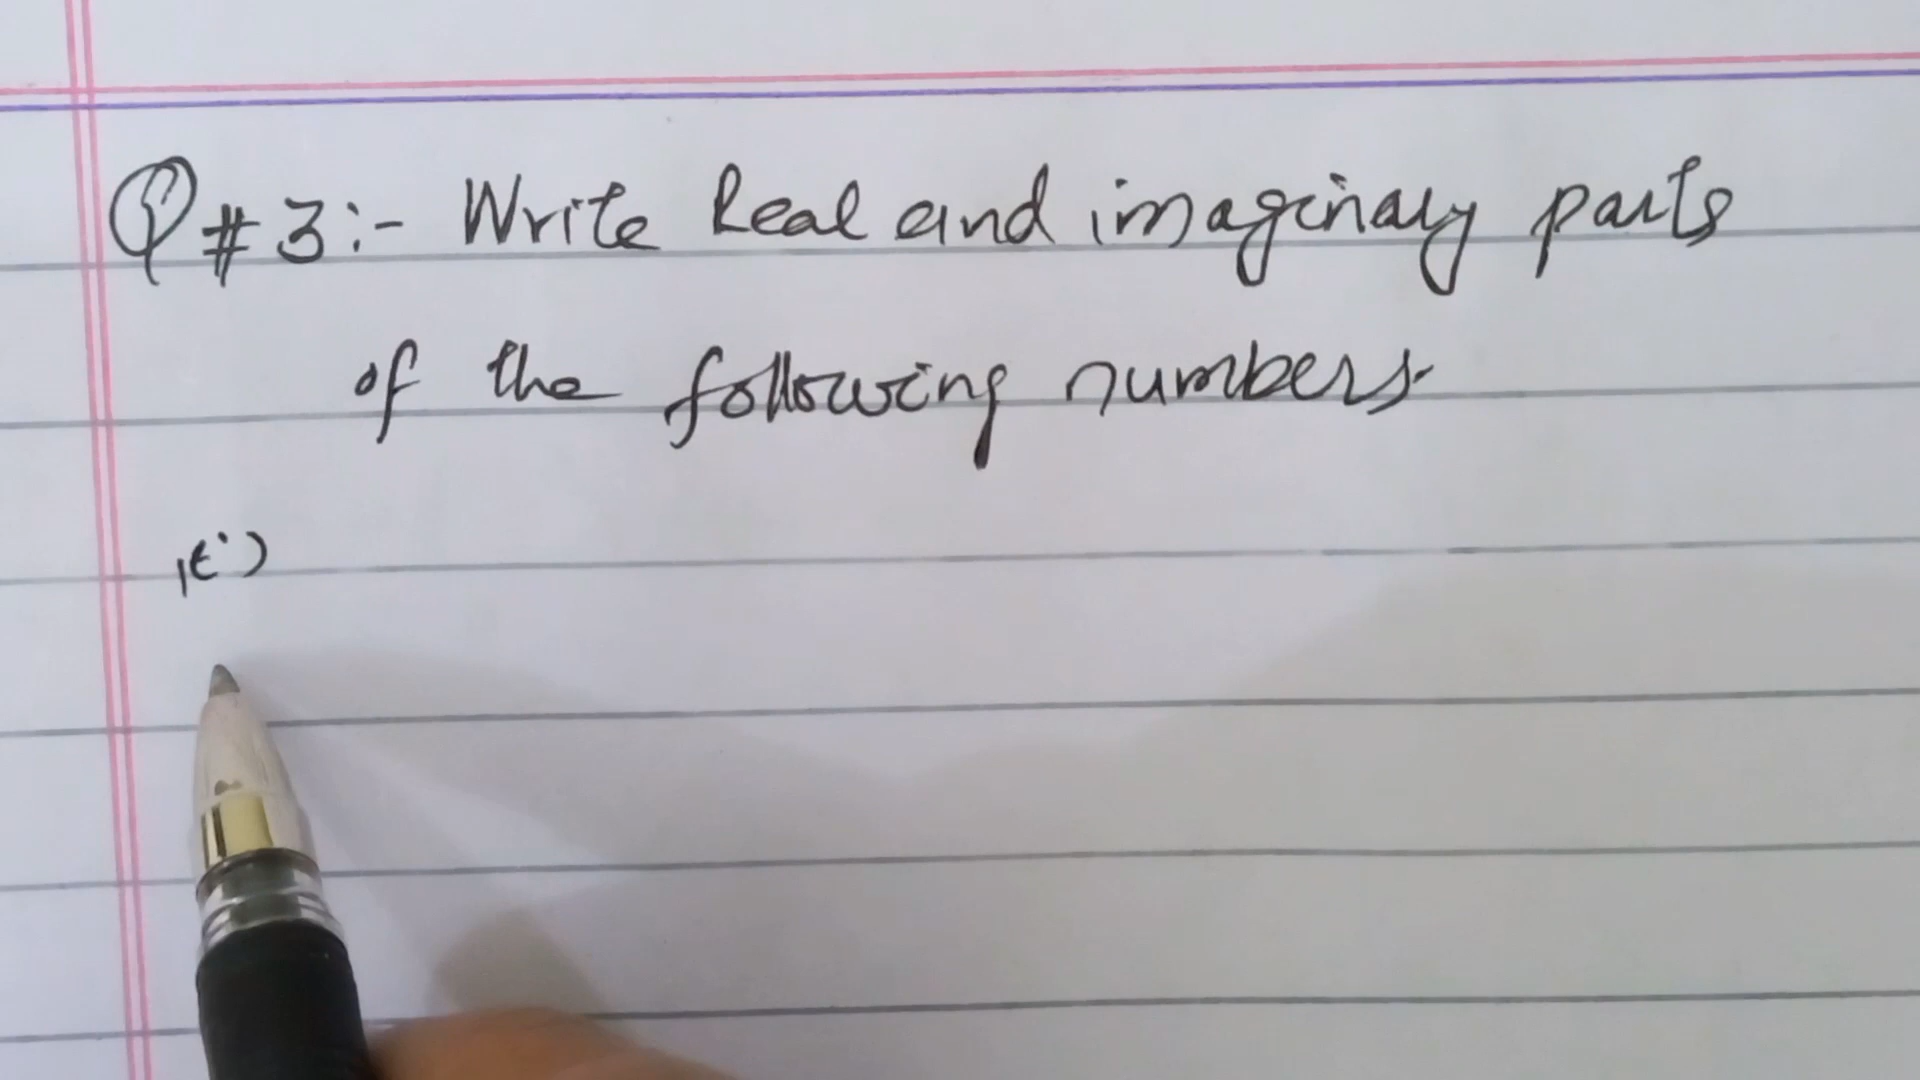 Q#3:- Write Real and imaginary parts
of the following numbers.
(i)